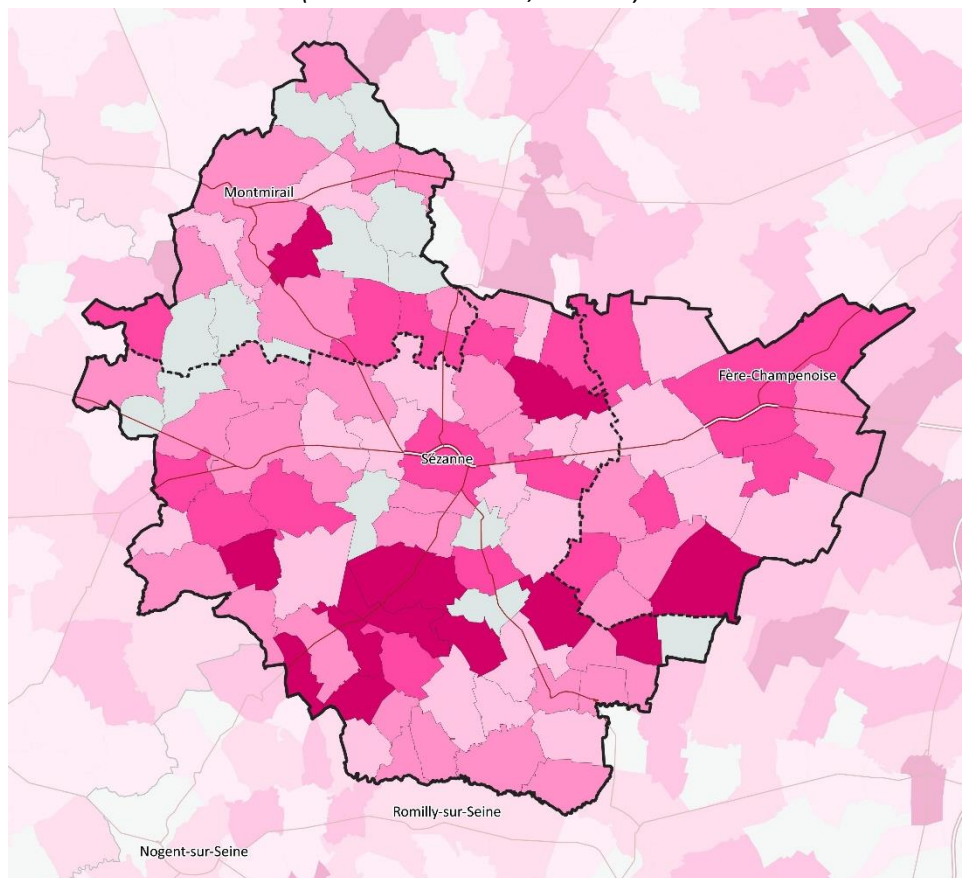 Montmirail
Fère-Champenoise
Sézanne
Romilly-sur-Seine
Nogent-sur-Seine